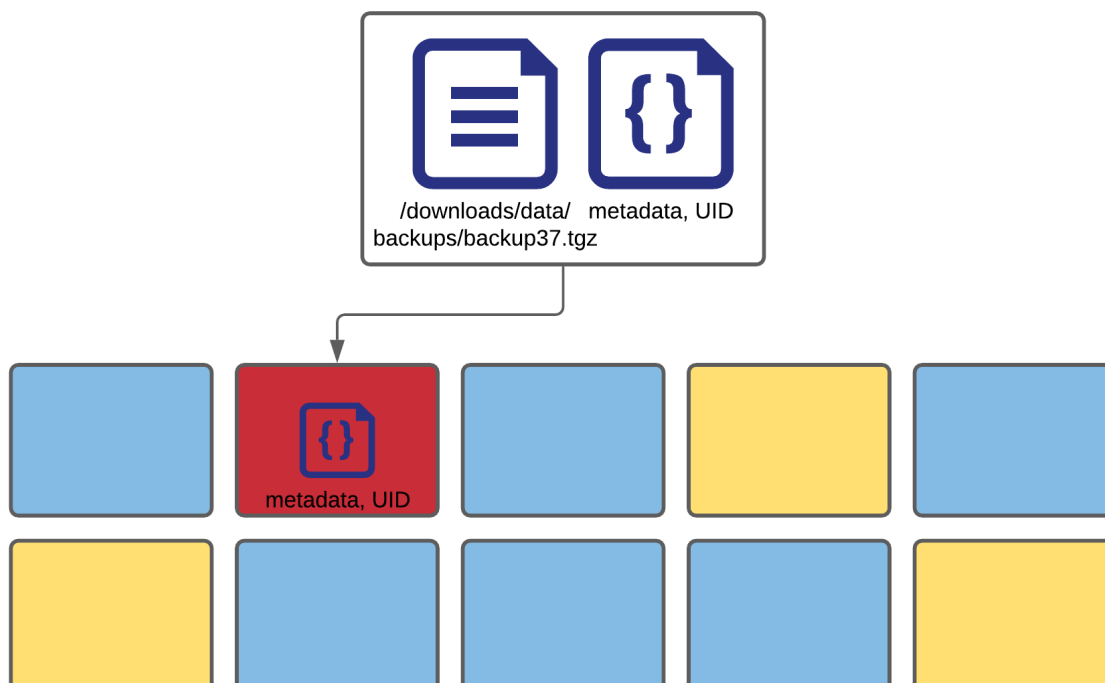 /downloads/data/
backups/backup37.tgz
metadata, UID
{}
{}
metadata, UID